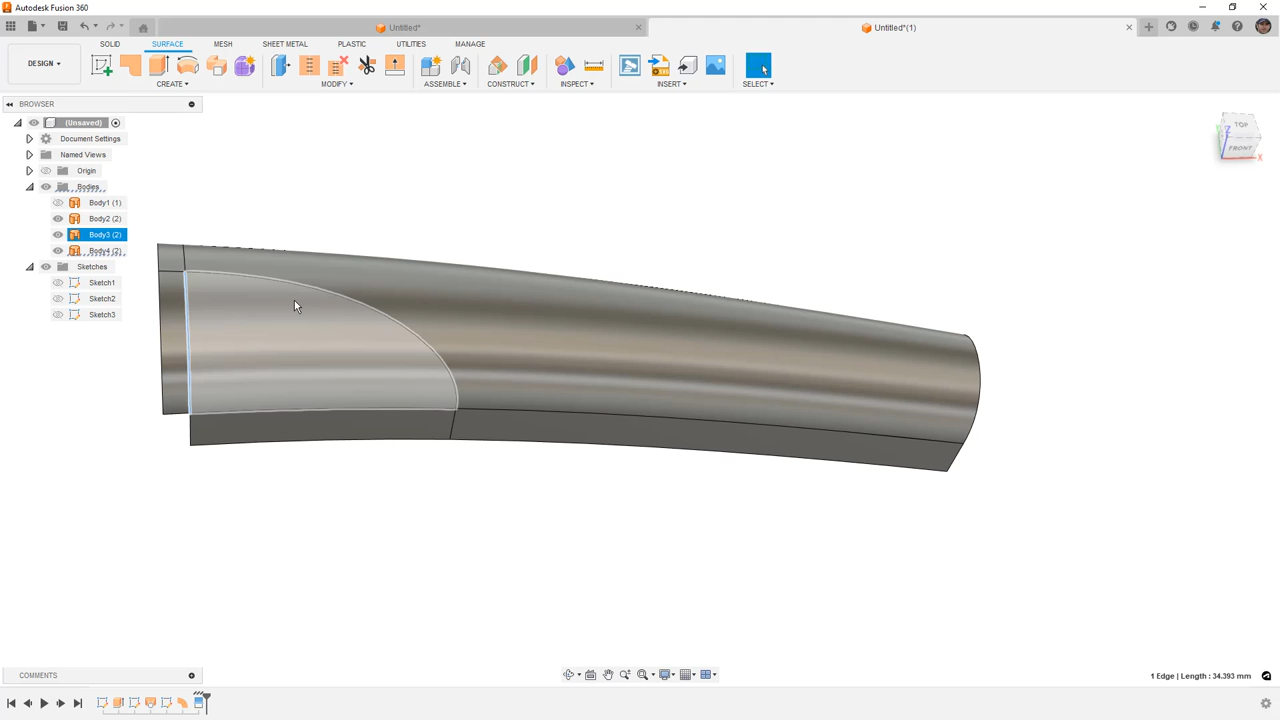 Autodesk Fusion 360
Untitled*
Untitled*(1)
SOLID
SURFACE
MESH
SHEET METAL
PLASTIC
UTILITIES
MANAGE
DESIGN
CREATE
MODIFY
ASSEMBLE
CONSTRUCT
INSPECT
INSERT
SELECT
BROWSER
(Unsaved)
Document Settings
Named Views
Origin
Bodies
Body1 (1)
Body2 (2)
Body3 (2)
Body4 (2)
Sketches
Sketch1
Sketch2
Sketch3
TOP
FRONT
Z
X
COMMENTS
1 Edge | Length : 34.393 mm